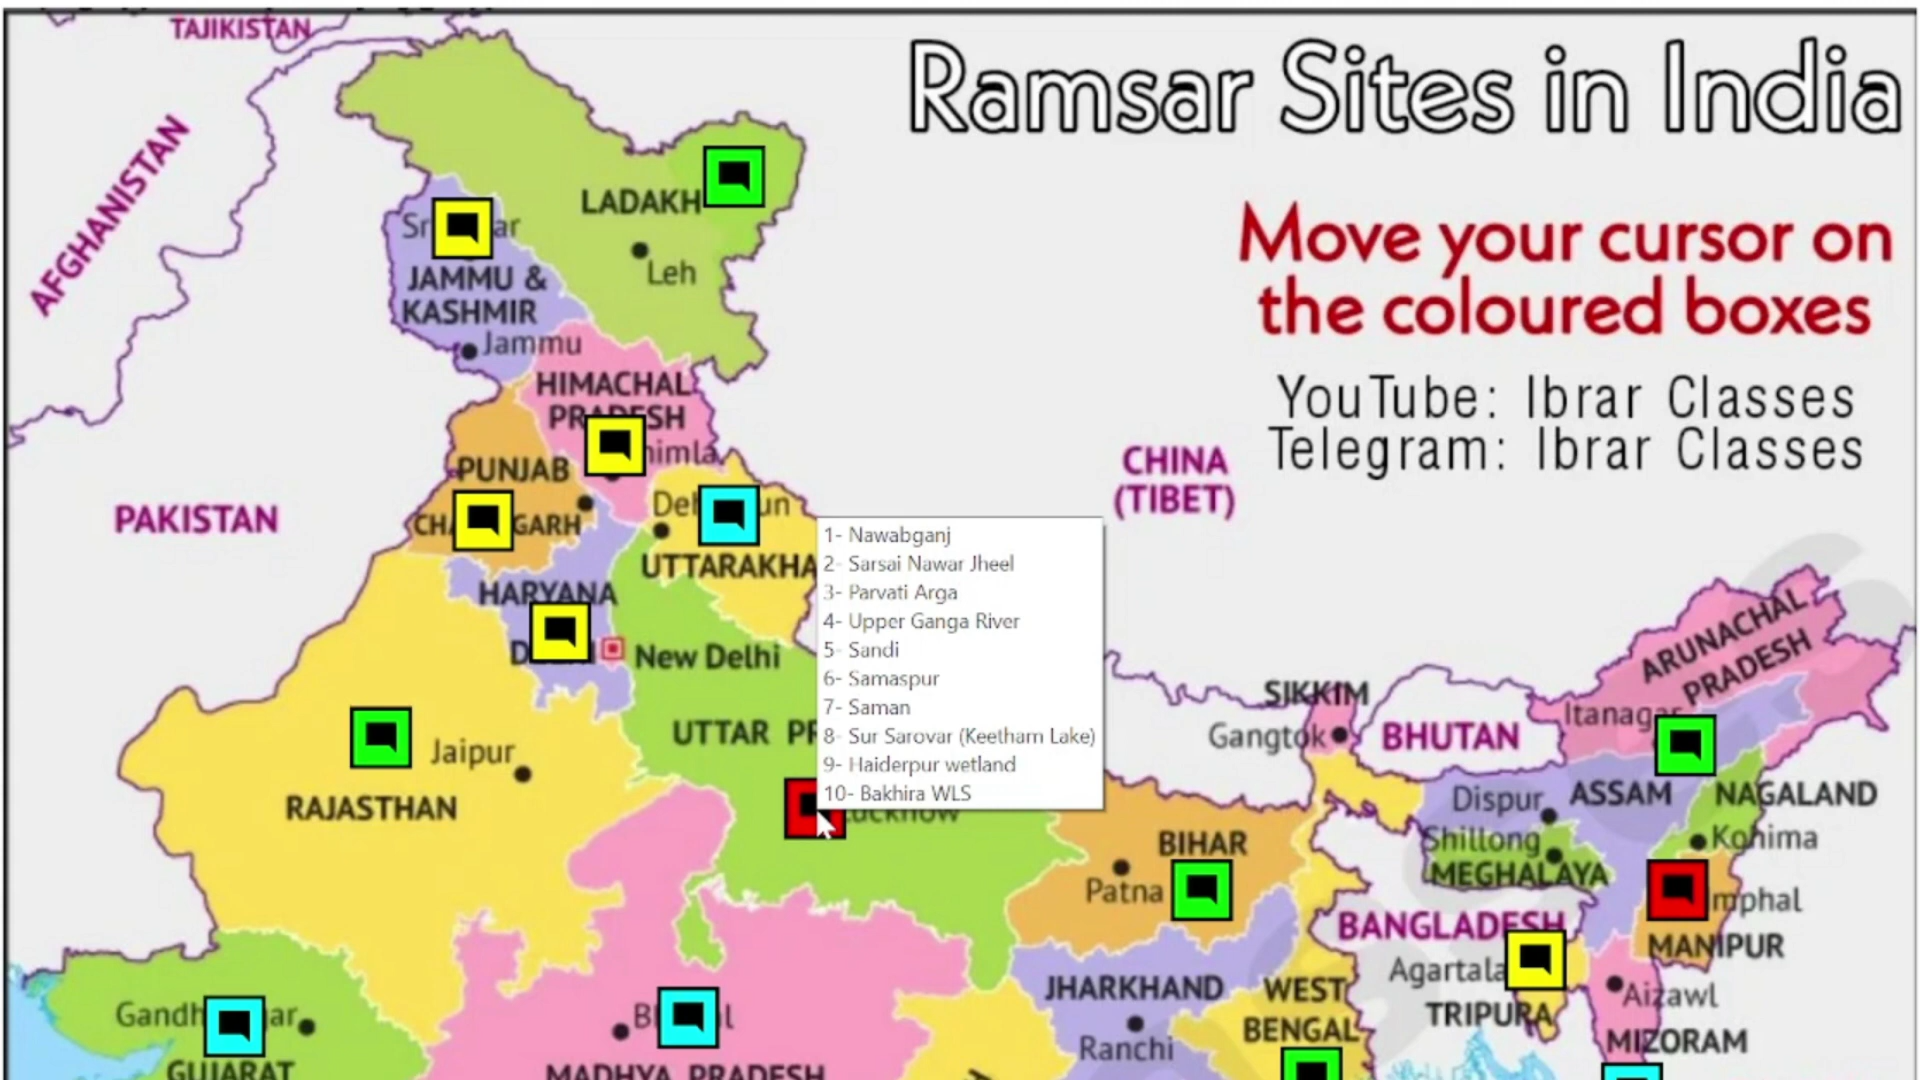 TAJIKISTAN
Ramsar Sites in India
AFGHANISTAN
LADAKH
Leh
Move your cursor on
the coloured boxes
JAMMU &
KASHMIR
Jammu
YouTube: Ibrar Classes
Telegram: Ibrar Classes
HIMACHAL
PRADESH
PUNJAB
CHINA
(TIBET)
PAKISTAN
1- Nawabganj
2- Sarsai Nawar Jheel
3- Parvati Arga
4- Upper Ganga River
5- Sandi
6- Samaspur
7- Saman
8- Sur Sarovar (Keetham Lake)
9- Haiderpur wetland
10- Bakhira WLS
HARYANA
New Delhi
UTTAR
Jaipur
RAJASTHAN
ARUNACHAL
PRADESH
SIKKIM
Gangtok
BHUTAN
Itanagar
Dispur
ASSAM
NAGALAND
Shillong
Kohima
MEGHALAYA
BIHAR
Patna
BANGLADESH
MANIPUR
Agartala
TRIPURA
Aizawl
MIZORAM
JHARKHAND
Ranchi
WEST
BENGAL
GUJARAT
MADHYA PRADESH